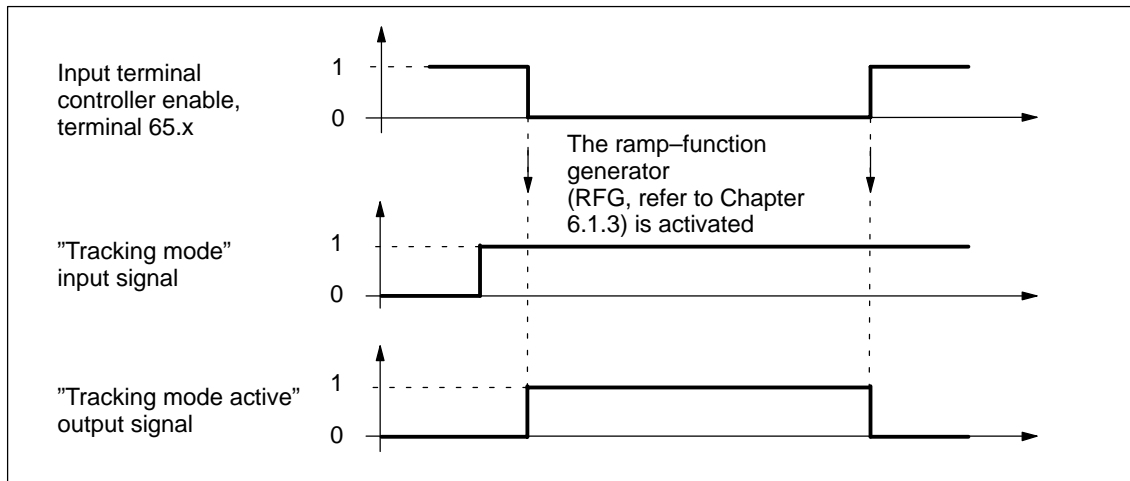 Input terminal
controller enable,
terminal 65.x
1
0
The ramp–function
generator
(RFG, refer to Chapter
6.1.3) is activated
”Tracking mode”
input signal
1
0
”Tracking mode active”
output signal
1
0